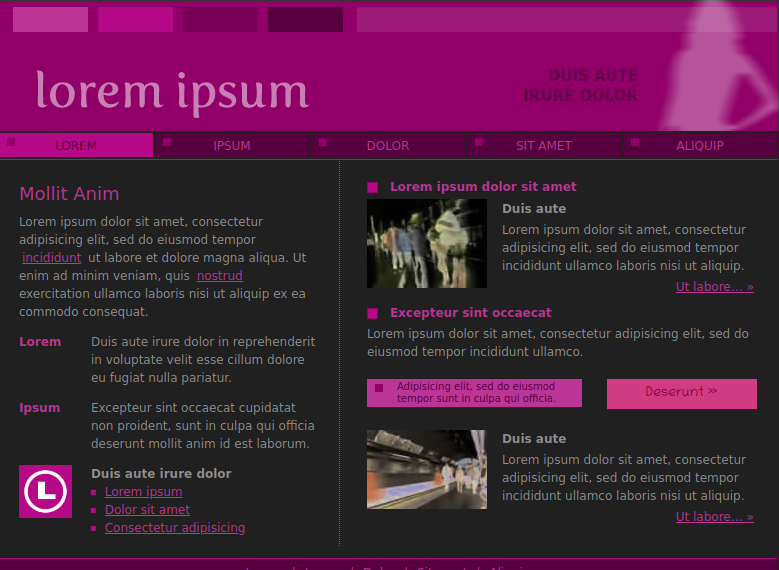 lorem ipsum
DUIS AUTE
IRURE DOLOR
LOREM
IPSUM
DOLOR
SIT AMET
ALIQUIP
Mollit Anim
Lorem ipsum dolor sit amet, consectetur
adipisicing elit, sed do eiusmod tempor
incididunt ut labore et dolore magna aliqua. Ut
enim ad minim veniam, quis nostrud
exercitation ullamco laboris nisi ut aliquip ex ea
commodo consequat.
Lorem
Duis aute irure dolor in reprehenderit
in voluptate velit esse cillum dolore
eu fugiat nulla pariatur.
Ipsum
Excepteur sint occaecat cupidatat
non proident, sunt in culpa qui officia
deserunt mollit anim id est laborum.
Duis aute irure dolor
Lorem ipsum
Dolor sit amet
Consectetur adipisicing
Lorem ipsum dolor sit amet
Duis aute
Lorem ipsum dolor sit amet, consectetur
adipisicing elit, sed do eiusmod tempor
incididunt ullamco laboris nisi ut aliquip.
Ut labore... »
Excepteur sint occaecat
Lorem ipsum dolor sit amet, consectetur adipisicing elit, sed do
eiusmod tempor incididunt ullamco.
Adipisicing elit, sed do eiusmod
tempor sunt in culpa qui officia.
Deserunt »
Duis aute
Lorem ipsum dolor sit amet, consectetur
adipisicing elit, sed do eiusmod tempor
incididunt ullamco laboris nisi ut aliquip.
Ut labore... »